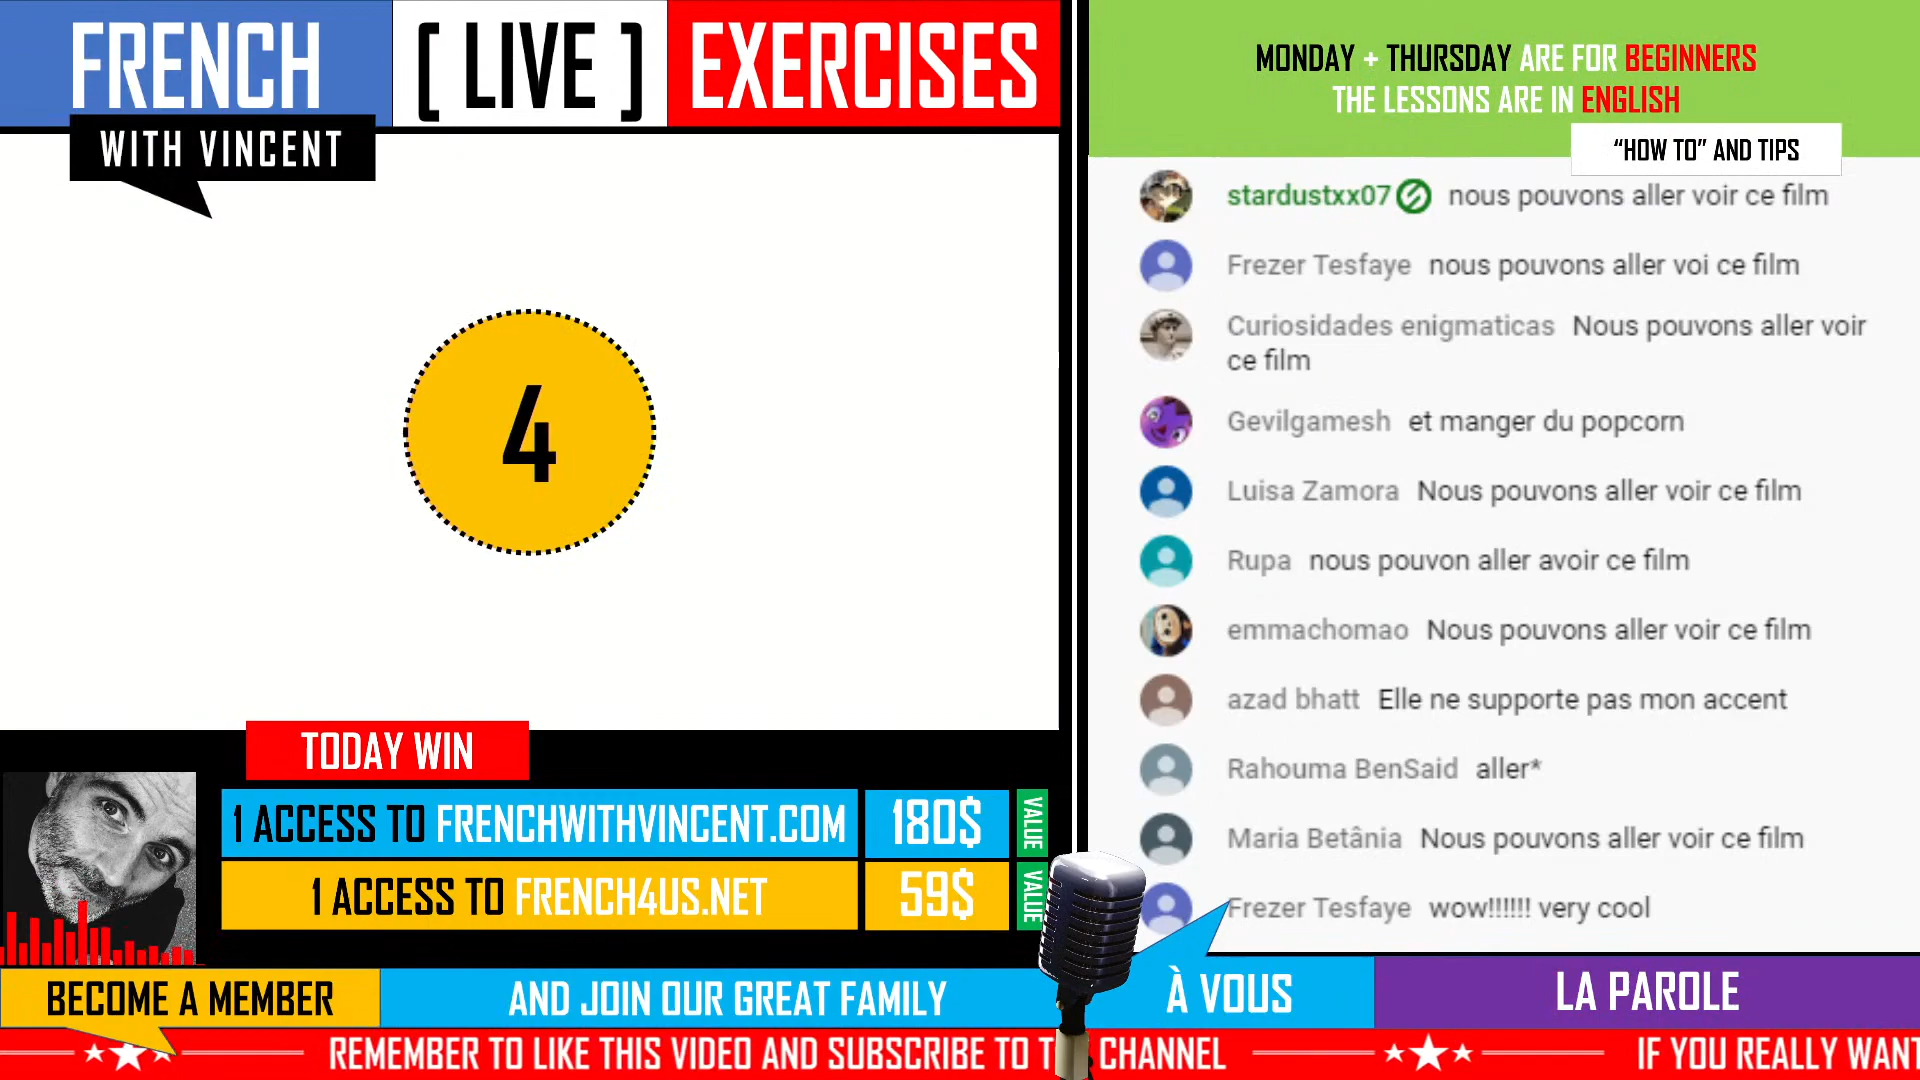 FRENCH
[ LIVE ]
EXERCISES
WITH VINCENT
4
TODAY WIN
1 ACCESS TO FRENCHWITHVINCENT.COM
180$
VALUE
1 ACCESS TO FRENCH4US.NET
59$
VALUE
MONDAY + THURSDAY ARE FOR BEGINNERS
THE LESSONS ARE IN ENGLISH
“HOW TO” AND TIPS
stardustxx07 nous pouvons aller voir ce film
Frezer Tesfaye nous pouvons aller voi ce film
Curiosidades enigmaticas Nous pouvons aller voir
ce film
Gevilgamesh et manger du popcorn
Luisa Zamora Nous pouvons aller voir ce film
Rupa nous pouvon aller avoir ce film
emmachomao Nous pouvons aller voir ce film
azad bhatt Elle ne supporte pas mon accent
Rahouma BenSaid aller*
Maria Betânia Nous pouvons aller voir ce film
Frezer Tesfaye wow!!!!!! very cool
BECOME A MEMBER
AND JOIN OUR GREAT FAMILY
À VOUS
LA PAROLE
REMEMBER TO LIKE THIS VIDEO AND SUBSCRIBE TO CHANNEL
IF YOU REALLY WANT